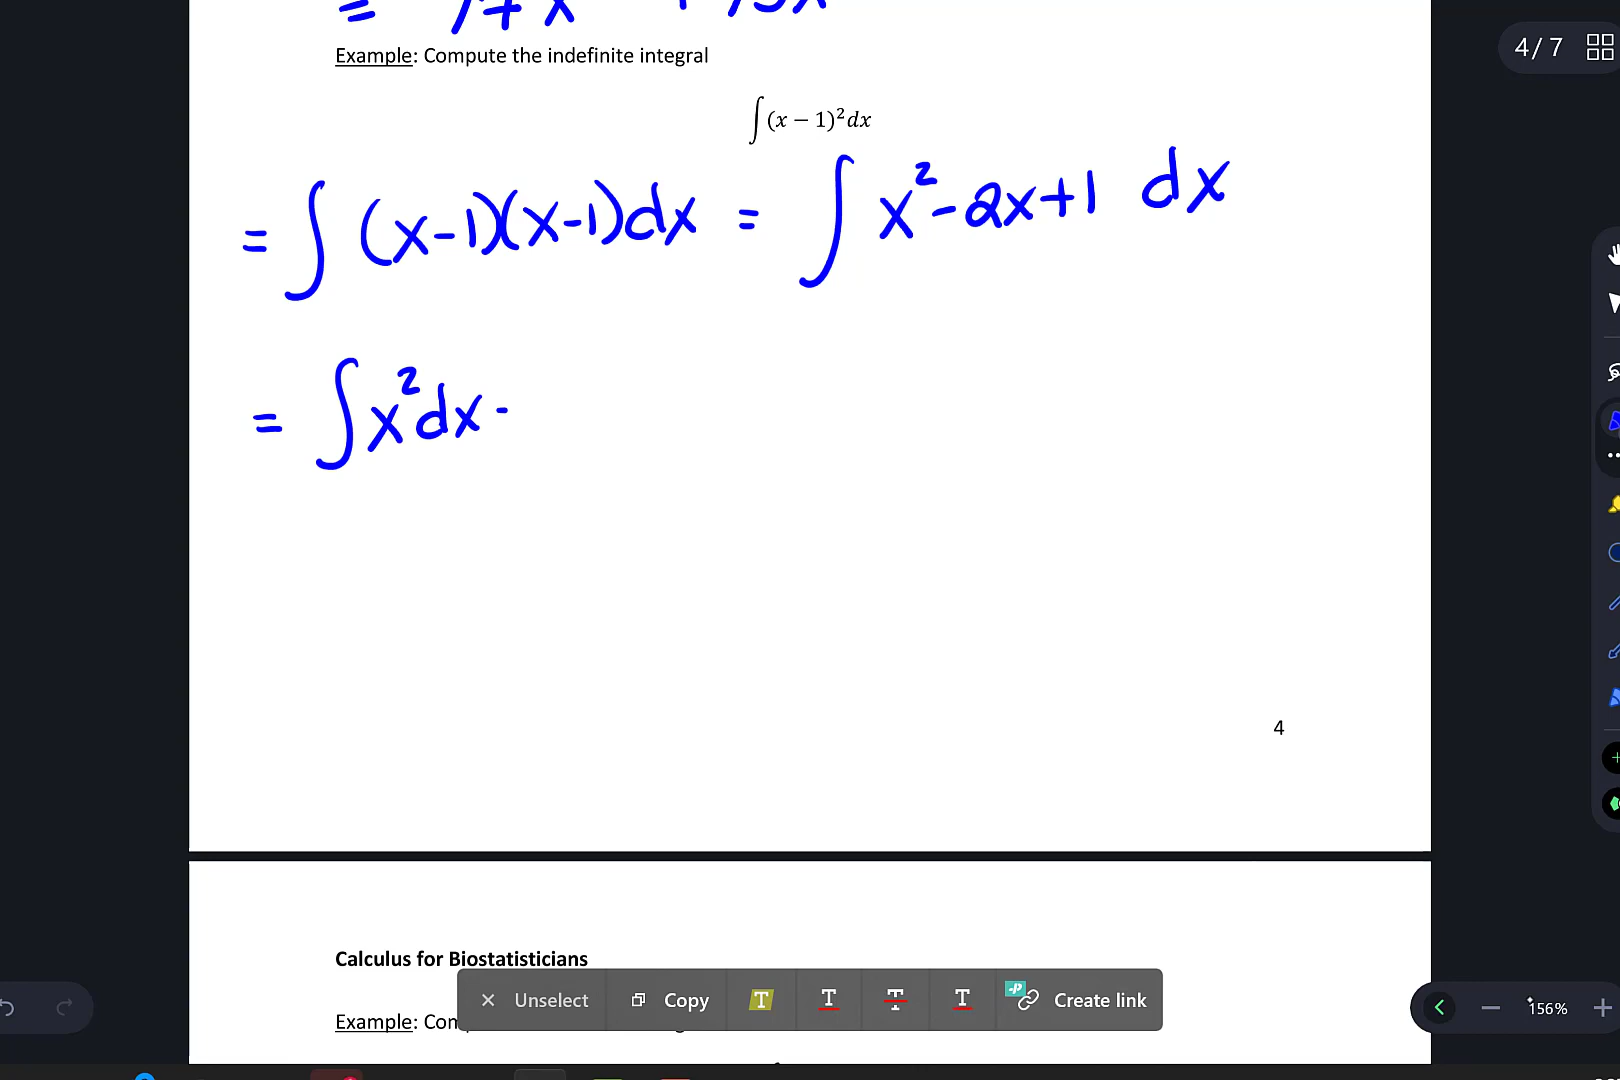 4 / 7
Example: Compute the indefinite integral
∫(x − 1)²dx
= ∫ (x-1)(x-1)dx = ∫ x²-2x+1 dx
= ∫x²dx -
4
Calculus for Biostatisticians
Unselect Copy T T T T Create link
Example: Com
156%